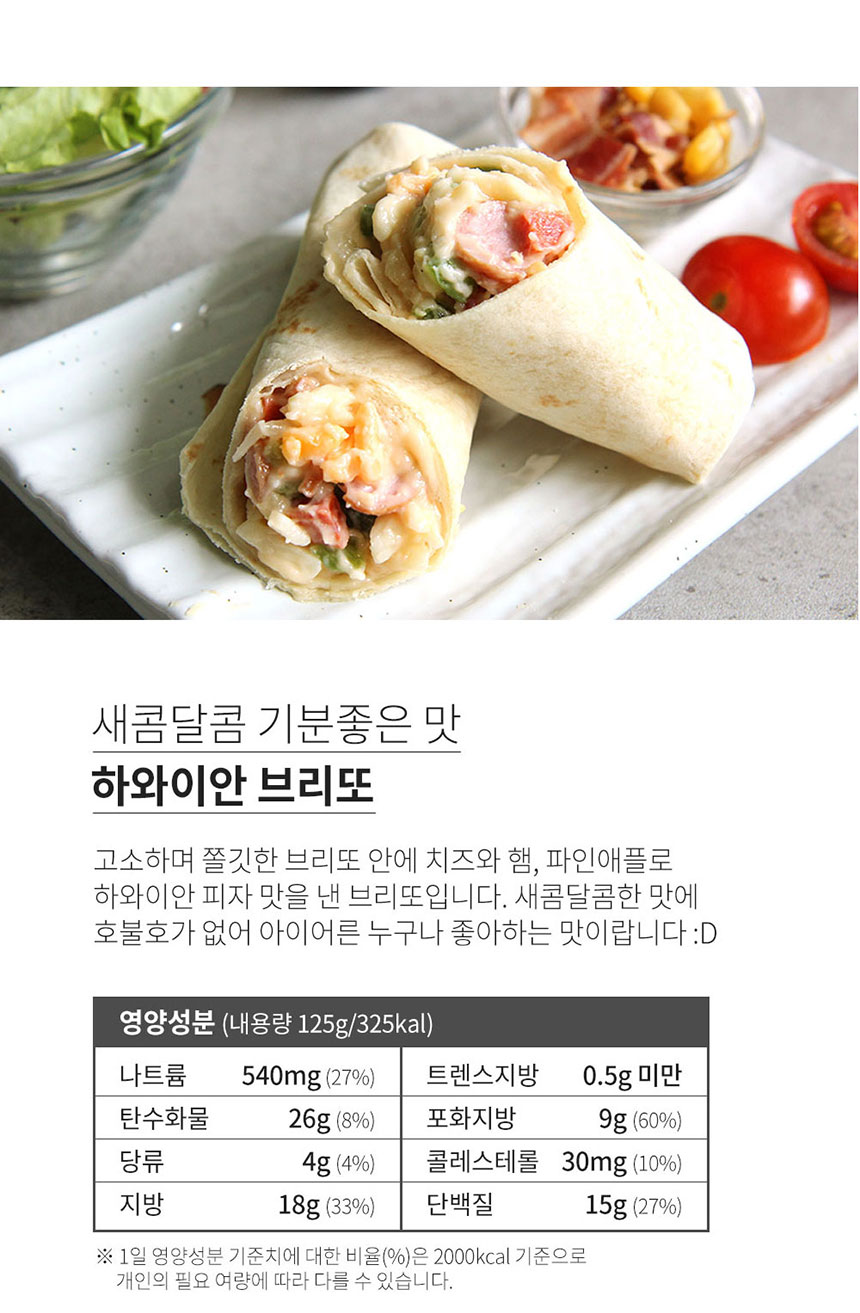 새콤달콤 기분좋은 맛
하와이안 브리또
고소하며 쫄깃한 브리또 안에 치즈와 햄, 파인애플로
하와이안 피자 맛을 낸 브리또입니다. 새콤달콤한 맛에
호불호가 없어 아이어른 누구나 좋아하는 맛이랍니다 :D
영양성분 (내용량 125g/325kal)
나트륨 540mg (27%) 트렌스지방 0.5g 미만
탄수화물 26g (8%) 포화지방 9g (60%)
당류 4g (4%) 콜레스테롤 30mg (10%)
지방 18g (33%) 단백질 15g (27%)
※ 1일 영양성분 기준치에 대한 비율(%)은 2000kcal 기준으로
개인의 필요 여량에 따라 다를 수 있습니다.